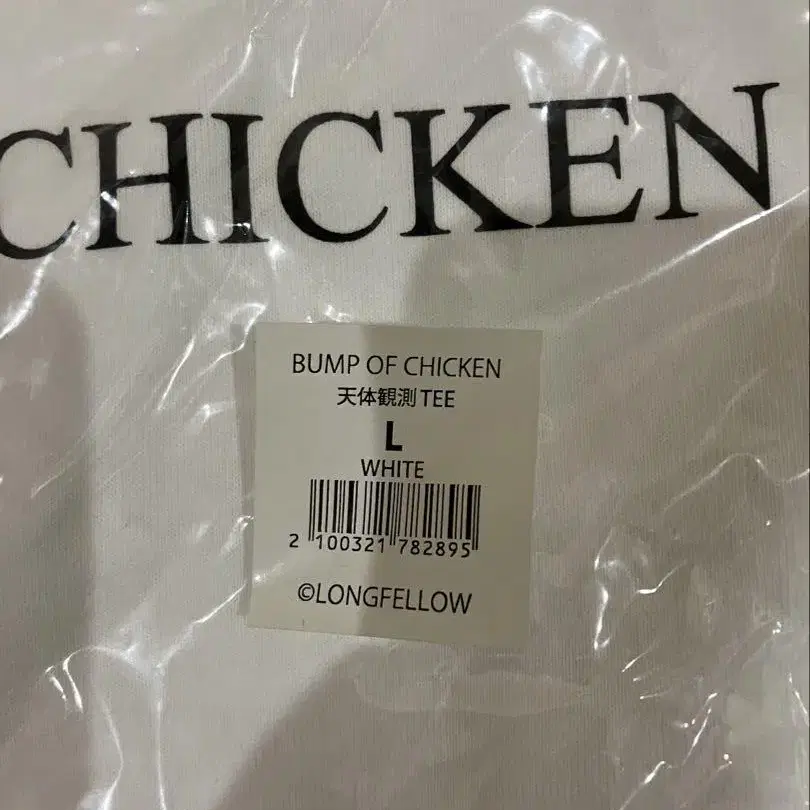 CHICKEN
BUMP OF CHICKEN
天体観測 TEE
L
WHITE
2 100321 782895
©LONGFELLOW